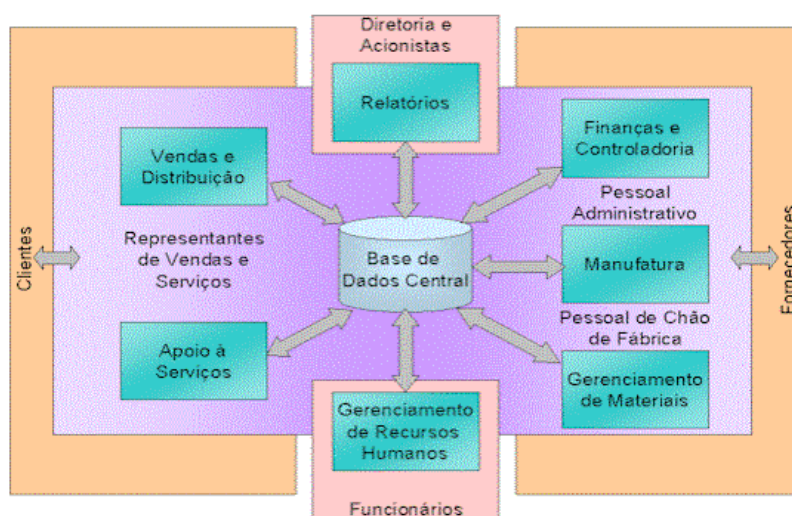 Diretoria e
Acionistas
Relatórios
Vendas e
Distribuição
Finanças e
Controladoria
Pessoal
Administrativo
Clientes
Representantes
de Vendas e
Serviços
Base de
Dados Central
Manufatura
Fornecedores
Pessoal de Chão
de Fábrica
Apoio à
Serviços
Gerenciamento
de Materiais
Gerenciamento
de Recursos
Humanos
Funcionários